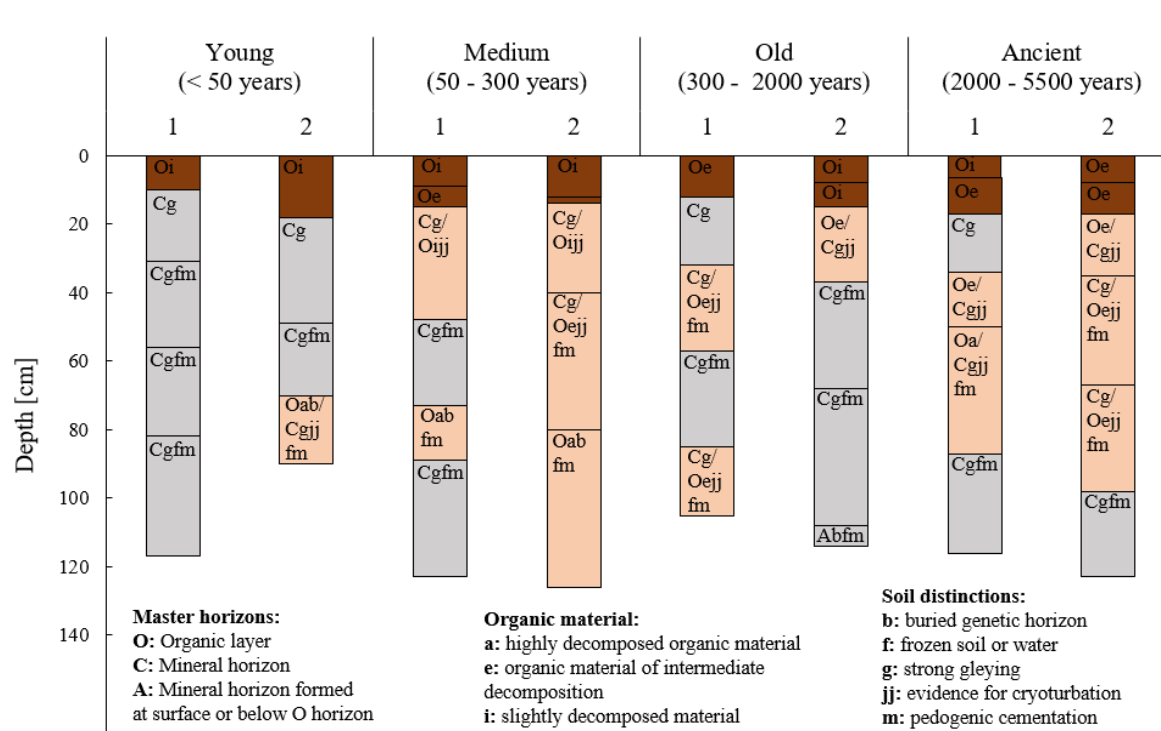 Young
(< 50 years)
Medium
(50 - 300 years)
Old
(300 - 2000 years)
Ancient
(2000 - 5500 years)
1
2
1
2
1
2
1
2
Depth [cm]
0
20
40
60
80
100
120
140
Oi
Cg
Cgfm
Cgfm
Cgfm
Oi
Cg
Cgfm
Oab/
Cgjj
fm
Oi
Oe
Cg/
Oijj
Cgfm
Oab
fm
Cgfm
Oi
Cg/
Oijj
Cg/
Oejj
fm
Oab
fm
Oe
Cg
Cg/
Oejj
fm
Cgfm
Cg/
Oejj
fm
Oi
Oi
Oe/
Cgjj
Cgfm
Cgfm
Abfm
Oi
Oe
Cg
Oe/
Cgjj
Oa/
Cgjj
fm
Cgfm
Oe
Oe
Oe/
Cgjj
Cg/
Oejj
fm
Cg/
Oejj
fm
Cgfm
Master horizons:
O: Organic layer
C: Mineral horizon
A: Mineral horizon formed
at surface or below O horizon
Organic material:
a: highly decomposed organic material
e: organic material of intermediate
decomposition
i: slightly decomposed material
Soil distinctions:
b: buried genetic horizon
f: frozen soil or water
g: strong gleying
jj: evidence for cryoturbation
m: pedogenic cementation